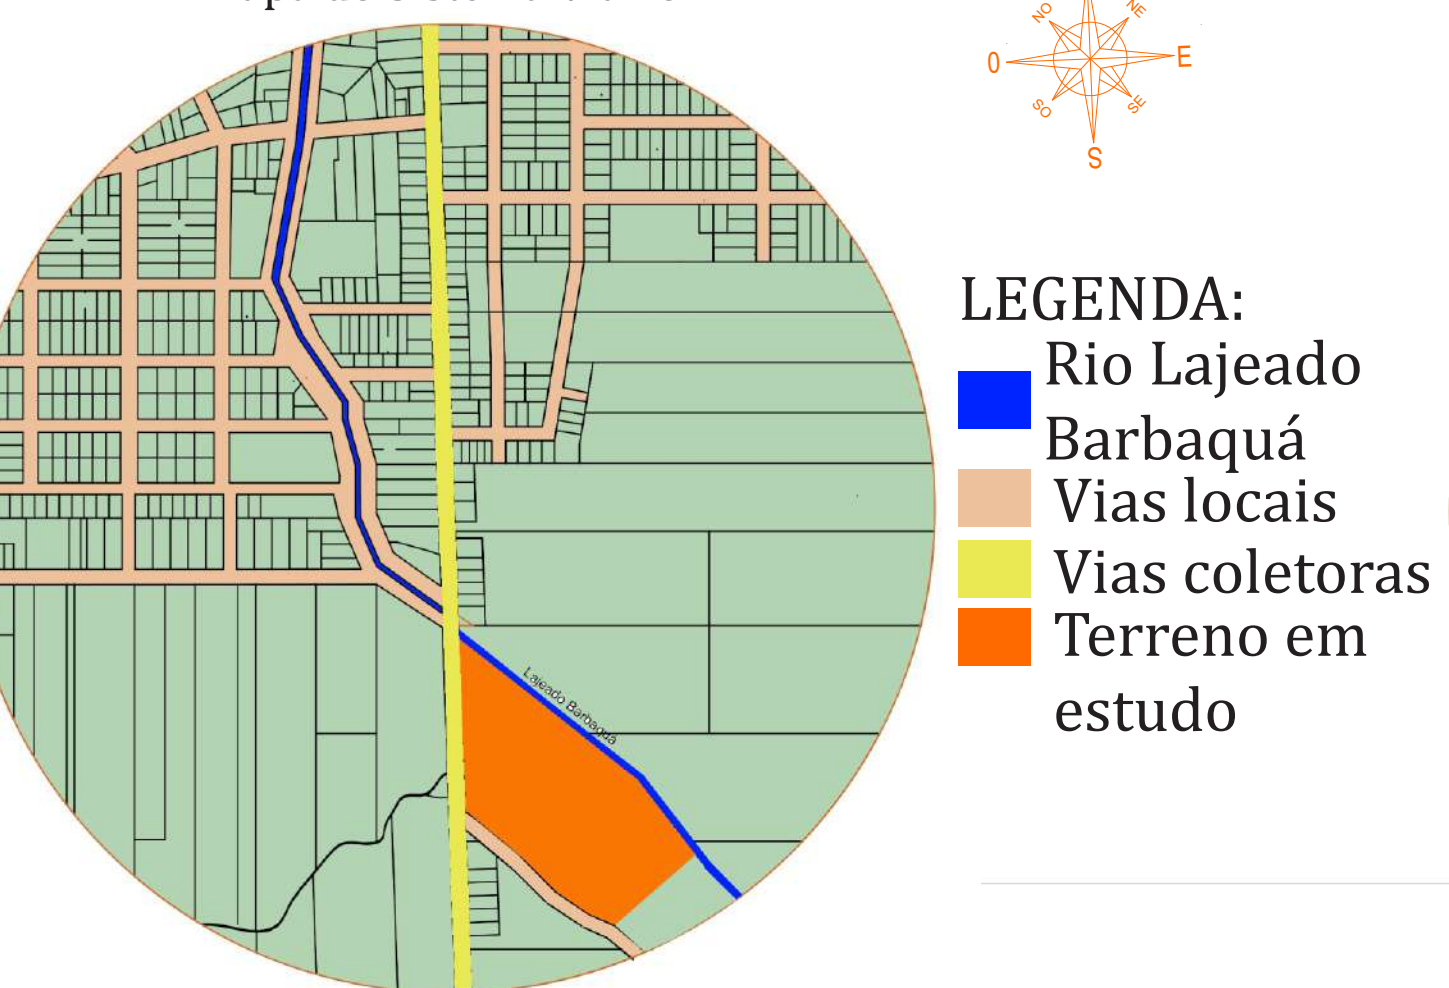 NO
NE
O
E
SO
SE
S
LEGENDA:
Rio Lajeado
Barbaquá
Vias locais
Vias coletoras
Terreno em
estudo
Lajeado Barbaquá